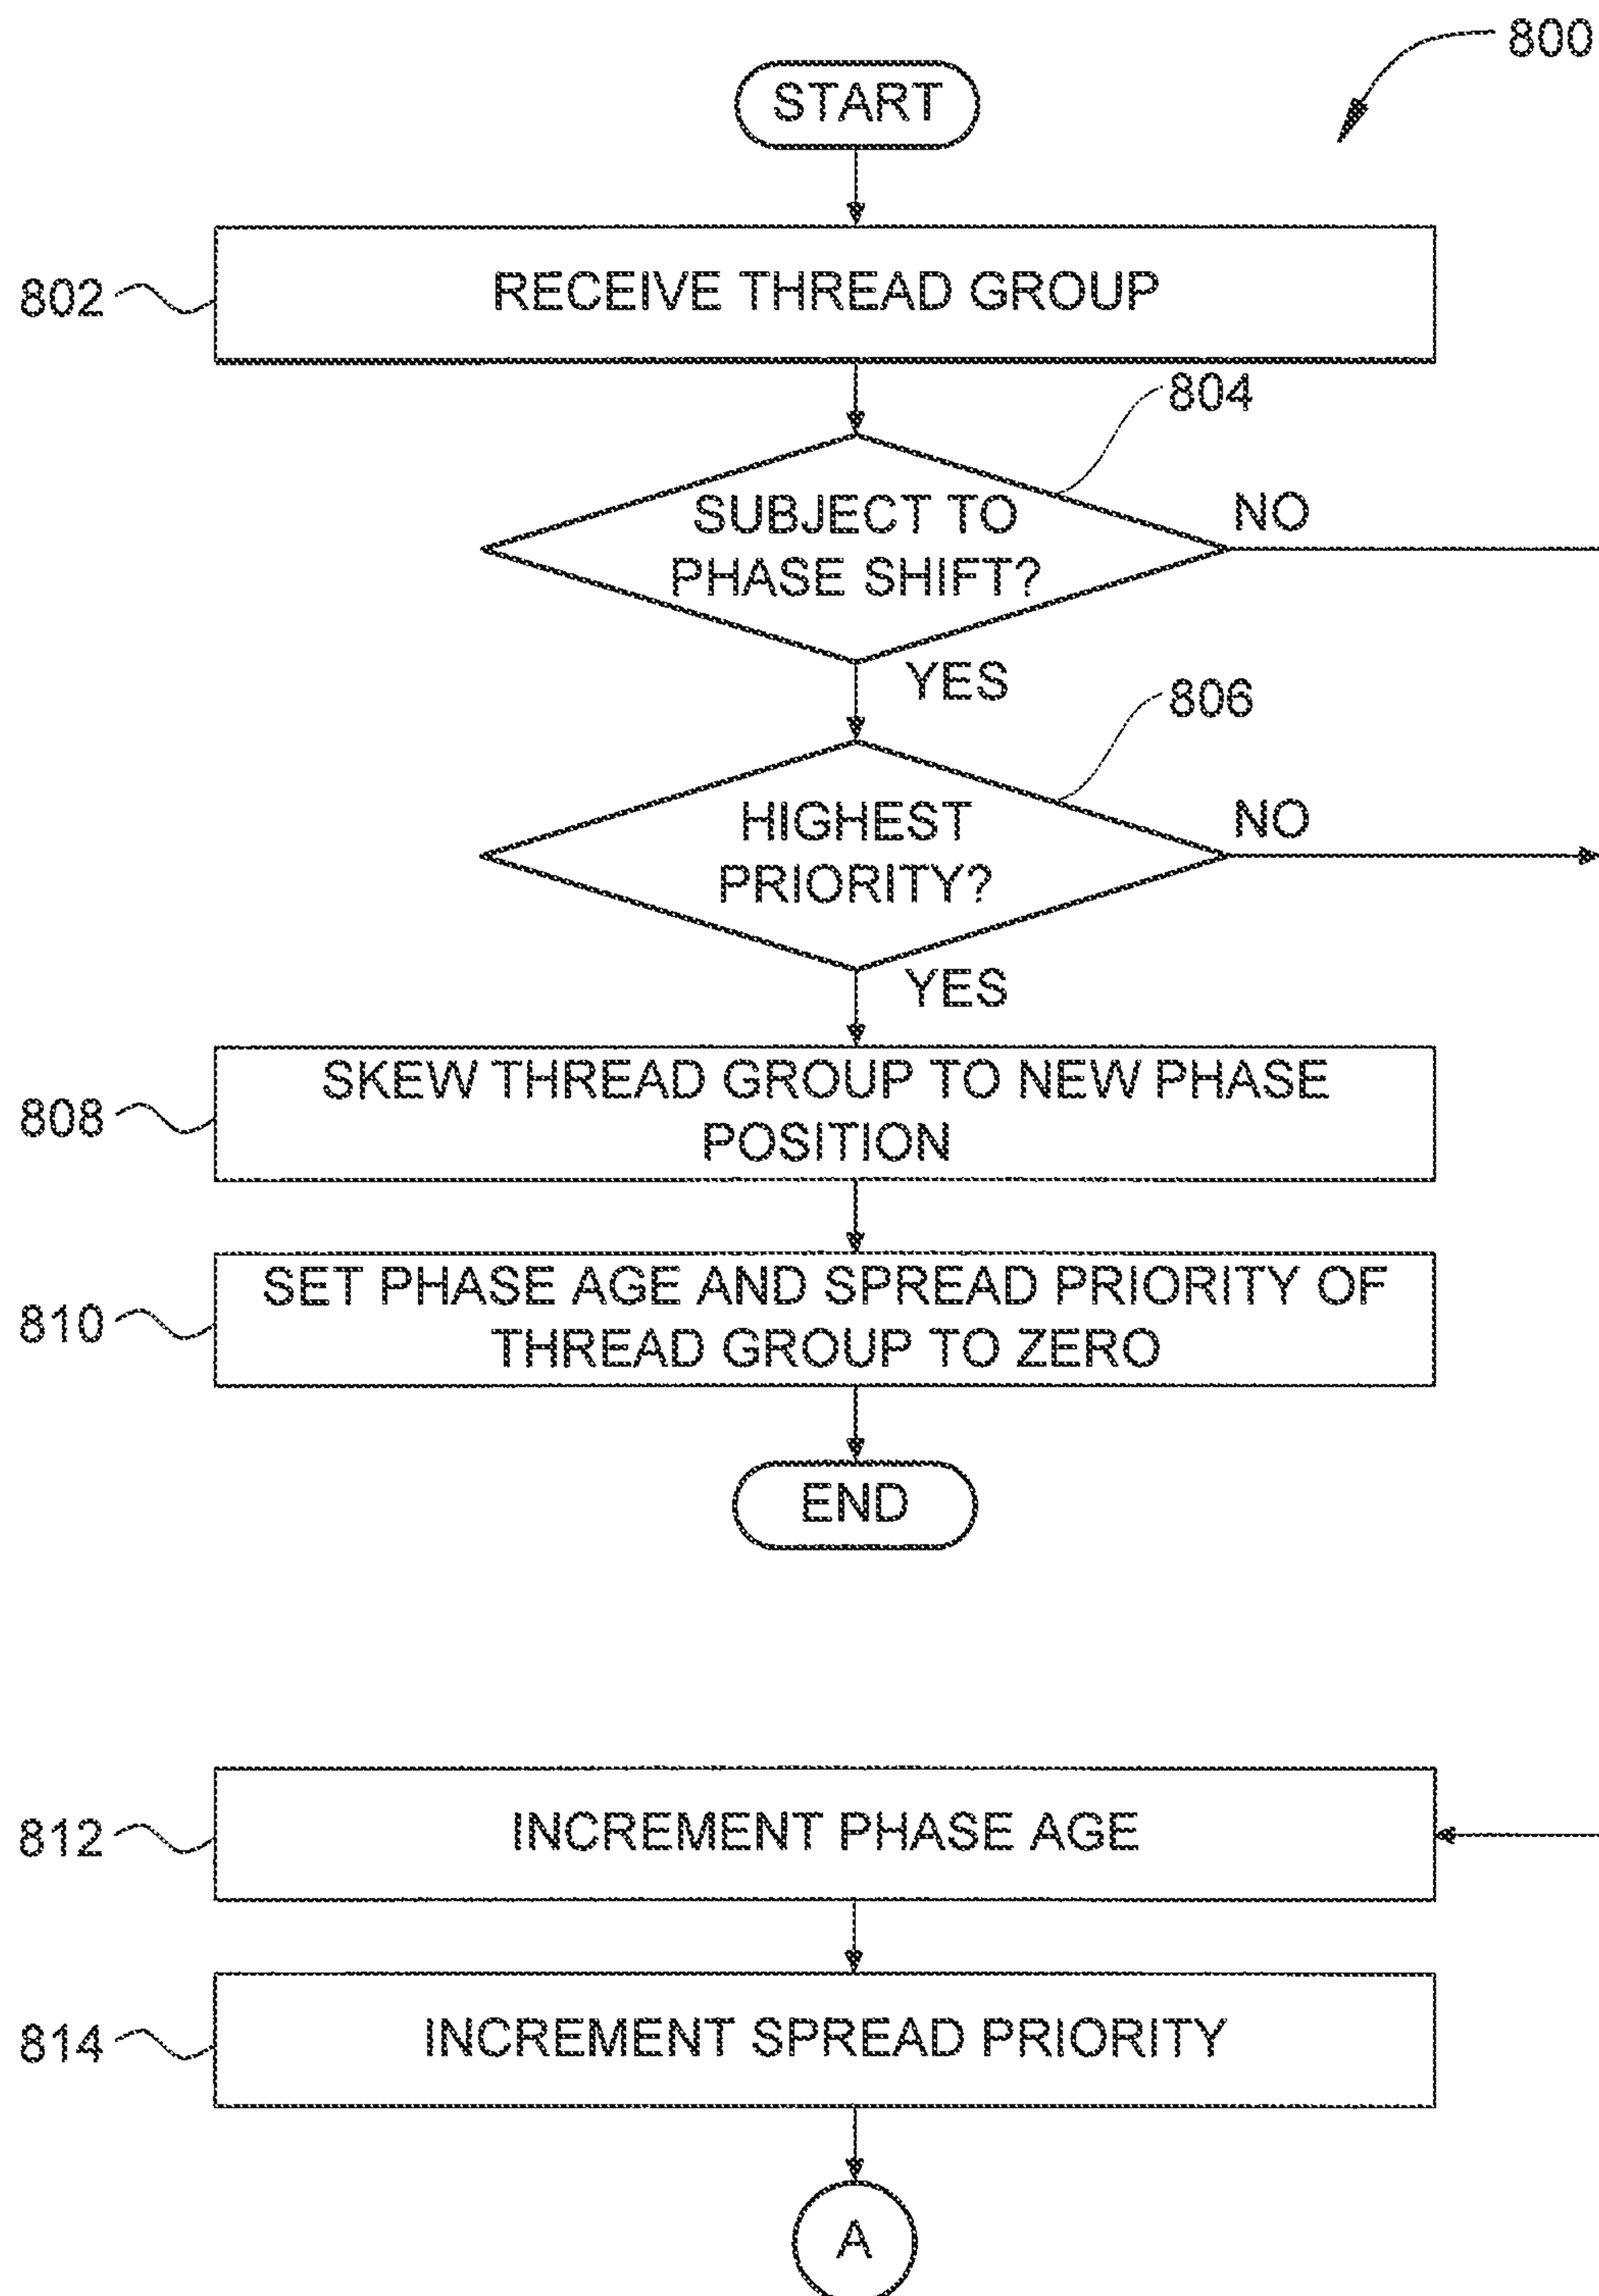 800
START
802
RECEIVE THREAD GROUP
804
SUBJECT TO
PHASE SHIFT?
NO
YES
806
HIGHEST
PRIORITY?
NO
YES
808
SKEW THREAD GROUP TO NEW PHASE
POSITION
810
SET PHASE AGE AND SPREAD PRIORITY OF
THREAD GROUP TO ZERO
END
812
INCREMENT PHASE AGE
814
INCREMENT SPREAD PRIORITY
A